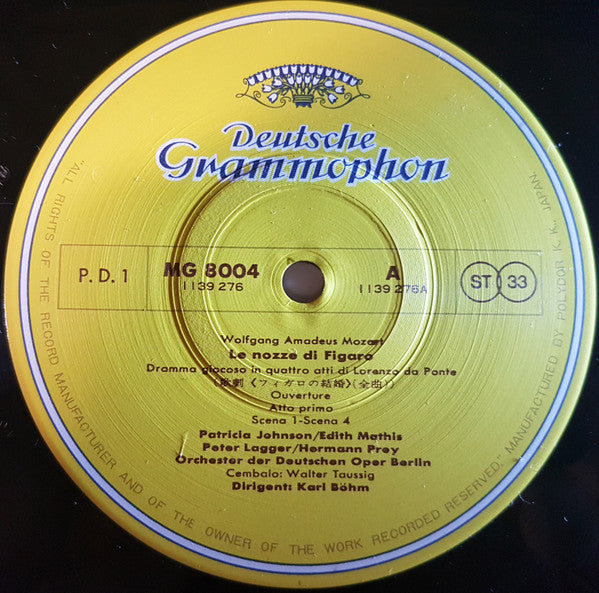 Deutsche
Grammophon
P.D.1
MG 8004
1139 276
A
1139 276A
ST 33
Wolfgang Amadeus Mozart
Le nozze di Figaro
Dramma giocoso in quattro atti di Lorenzo da Ponte
(歌劇《フィガロの結婚》(全曲))
Ouverture
Atto primo
Scena 1-Scena 4
Patricia Johnson/Edith Mathis
Peter Lagger/Hermann Prey
Orchester der Deutschen Oper Berlin
Cembalo: Walter Taussig
Dirigent: Karl Böhm
"ALL RIGHTS OF THE RECORD MANUFACTURER AND OF THE OWNER OF THE WORK RECORDED RESERVED." MANUFACTURED BY POLYDOR K. K., JAPAN.